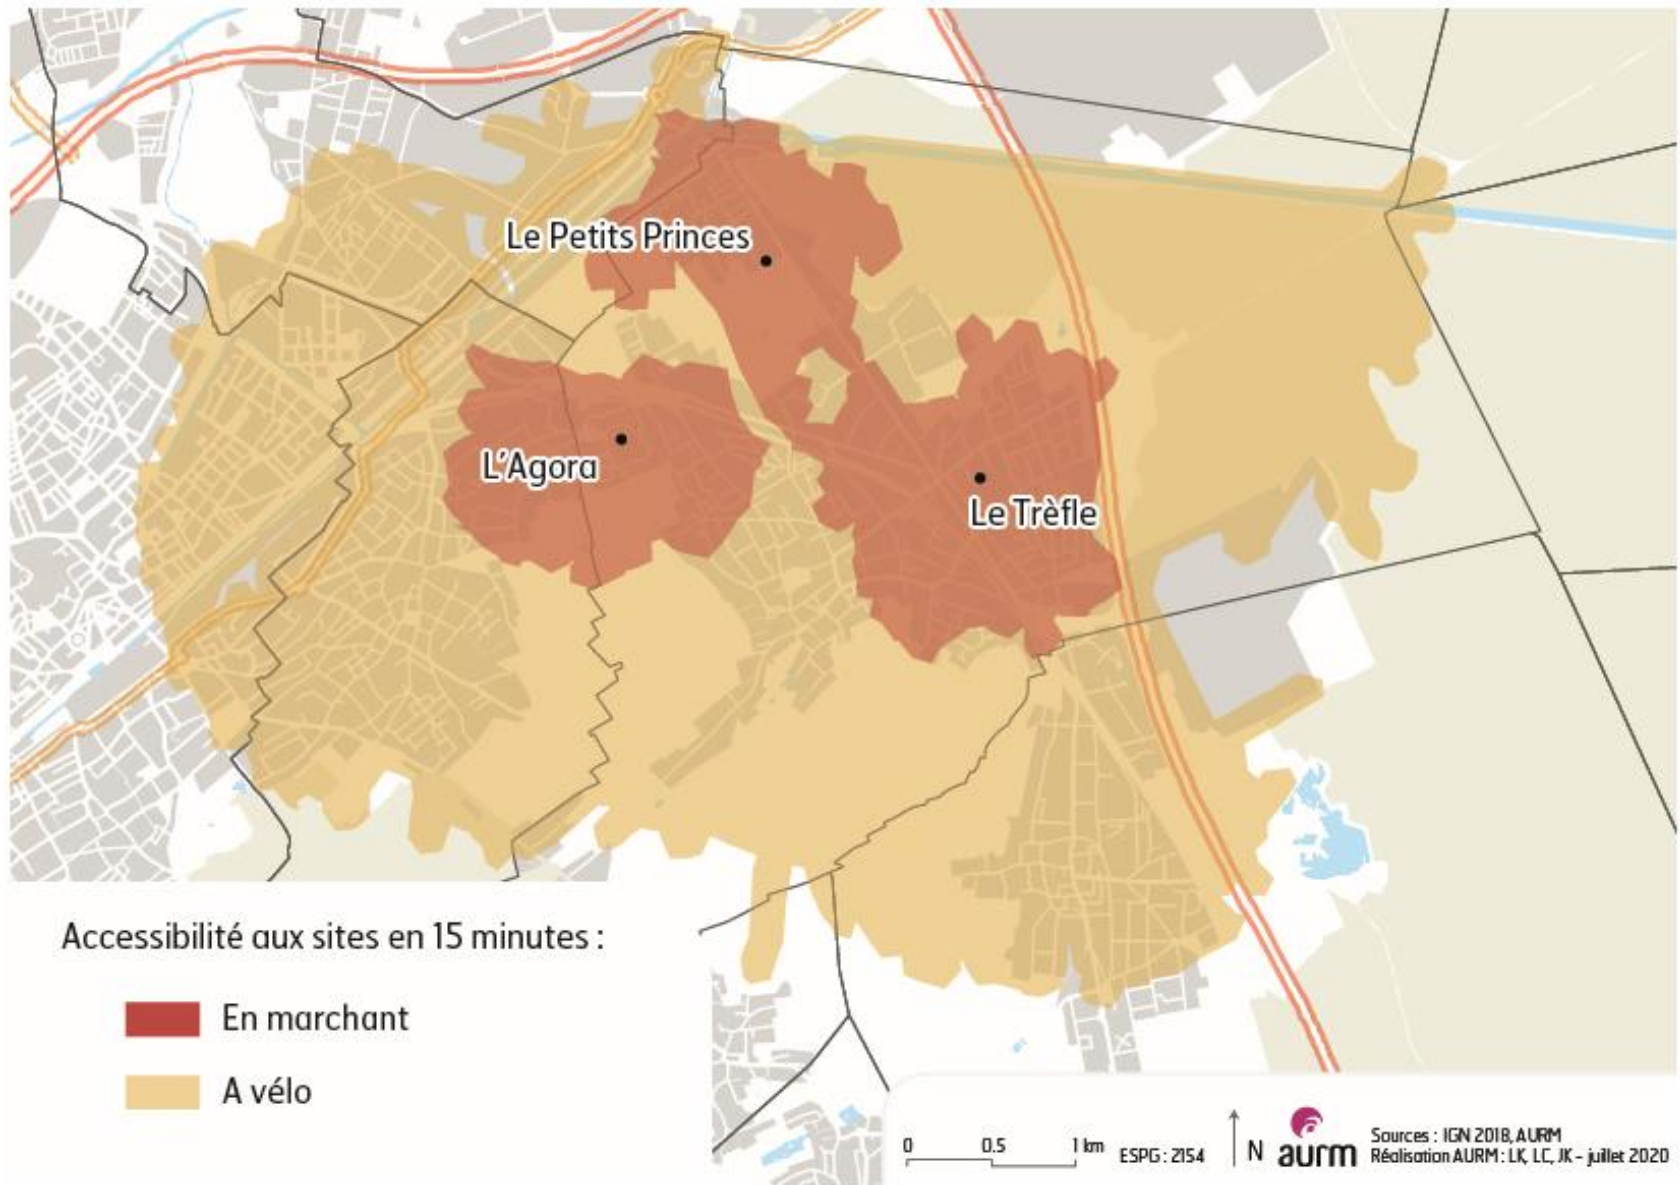 Le Petits Princes
L'Agora
Le Trèfle
Accessibilité aux sites en 15 minutes :
En marchant
A vélo
0 0.5 1 km
ESPG : 2154
N
aurm
Sources : IGN 2018, AURM
Réalisation AURM : LK, LC, JK - juillet 2020